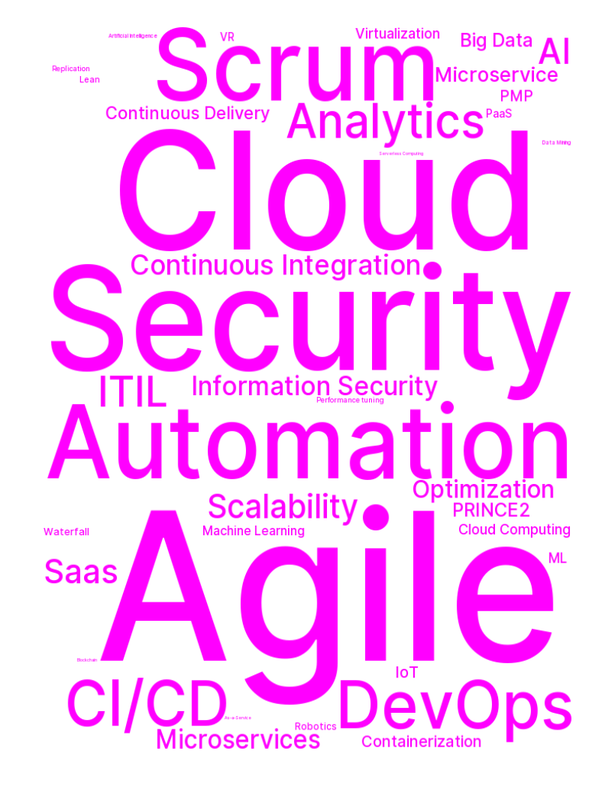 Artificial Intelligence
Scrum
VR
Virtualization
Big Data
AI
Replication
Lean
Microservice
PMP
Continuous Delivery
Analytics
PaaS
Data Mining
Serverless Computing
Cloud
Continuous Integration
Security
ITIL
Information Security
Performance tuning
Automation
Optimization
Scalability
PRINCE2
Waterfall
Machine Learning
Cloud Computing
ML
Saas
Agile
Blockchain
IoT
CI/CD
DevOps
Robotics
Microservices
Containerization